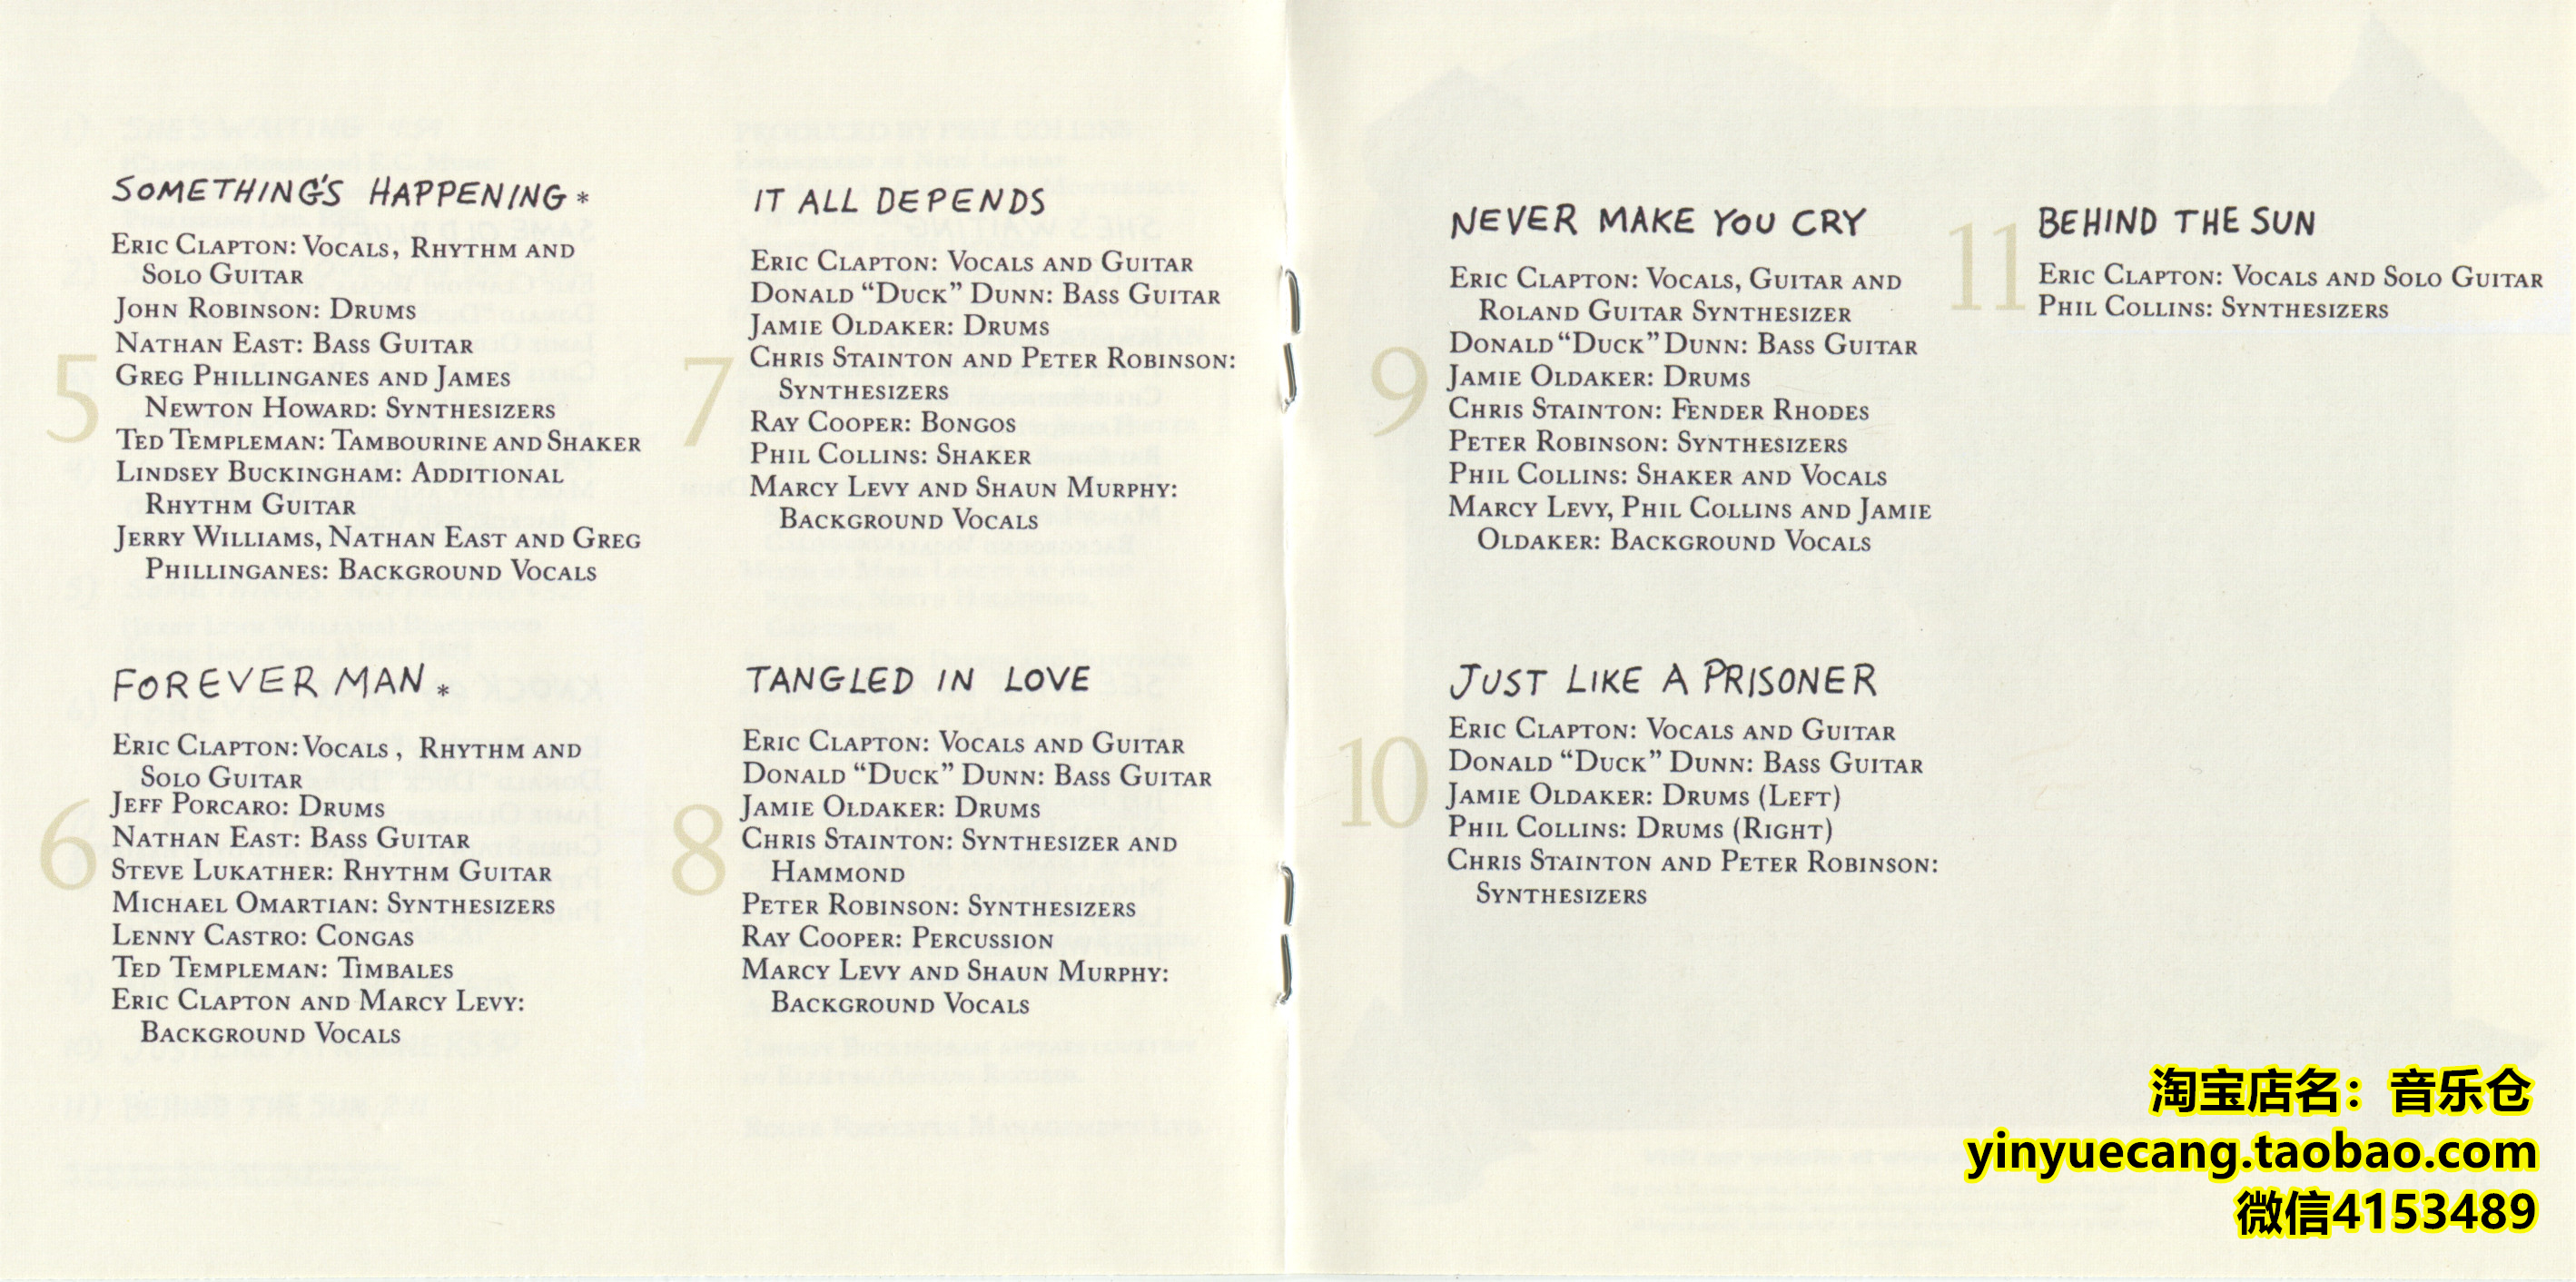 SOMETHING'S HAPPENING *
5
ERIC CLAPTON: VOCALS, RHYTHM AND
SOLO GUITAR
JOHN ROBINSON: DRUMS
NATHAN EAST: BASS GUITAR
GREG PHILLINGANES AND JAMES
NEWTON HOWARD: SYNTHESIZERS
TED TEMPLEMAN: TAMBOURINE AND SHAKER
LINDSEY BUCKINGHAM: ADDITIONAL
RHYTHM GUITAR
JERRY WILLIAMS, NATHAN EAST AND GREG
PHILLINGANES: BACKGROUND VOCALS
FOREVER MAN *
6
ERIC CLAPTON: VOCALS, RHYTHM AND
SOLO GUITAR
JEFF PORCARO: DRUMS
NATHAN EAST: BASS GUITAR
STEVE LUKATHER: RHYTHM GUITAR
MICHAEL OMARTIAN: SYNTHESIZERS
LENNY CASTRO: CONGAS
TED TEMPLEMAN: TIMBALES
ERIC CLAPTON AND MARCY LEVY:
BACKGROUND VOCALS
IT ALL DEPENDS
7
ERIC CLAPTON: VOCALS AND GUITAR
DONALD “DUCK” DUNN: BASS GUITAR
JAMIE OLDAKER: DRUMS
CHRIS STAINTON AND PETER ROBINSON:
SYNTHESIZERS
RAY COOPER: BONGOS
PHIL COLLINS: SHAKER
MARCY LEVY AND SHAUN MURPHY:
BACKGROUND VOCALS
TANGLED IN LOVE
8
ERIC CLAPTON: VOCALS AND GUITAR
DONALD “DUCK” DUNN: BASS GUITAR
JAMIE OLDAKER: DRUMS
CHRIS STAINTON: SYNTHESIZER AND
HAMMOND
PETER ROBINSON: SYNTHESIZERS
RAY COOPER: PERCUSSION
MARCY LEVY AND SHAUN MURPHY:
BACKGROUND VOCALS
NEVER MAKE YOU CRY
9
ERIC CLAPTON: VOCALS, GUITAR AND
ROLAND GUITAR SYNTHESIZER
DONALD “DUCK” DUNN: BASS GUITAR
JAMIE OLDAKER: DRUMS
CHRIS STAINTON: FENDER RHODES
PETER ROBINSON: SYNTHESIZERS
PHIL COLLINS: SHAKER AND VOCALS
MARCY LEVY, PHIL COLLINS AND JAMIE
OLDAKER: BACKGROUND VOCALS
JUST LIKE A PRISONER
10
ERIC CLAPTON: VOCALS AND GUITAR
DONALD “DUCK” DUNN: BASS GUITAR
JAMIE OLDAKER: DRUMS (LEFT)
PHIL COLLINS: DRUMS (RIGHT)
CHRIS STAINTON AND PETER ROBINSON:
SYNTHESIZERS
11
BEHIND THE SUN
ERIC CLAPTON: VOCALS AND SOLO GUITAR
PHIL COLLINS: SYNTHESIZERS
淘宝店名：音乐仓
yinyuecang.taobao.com
微信4153489